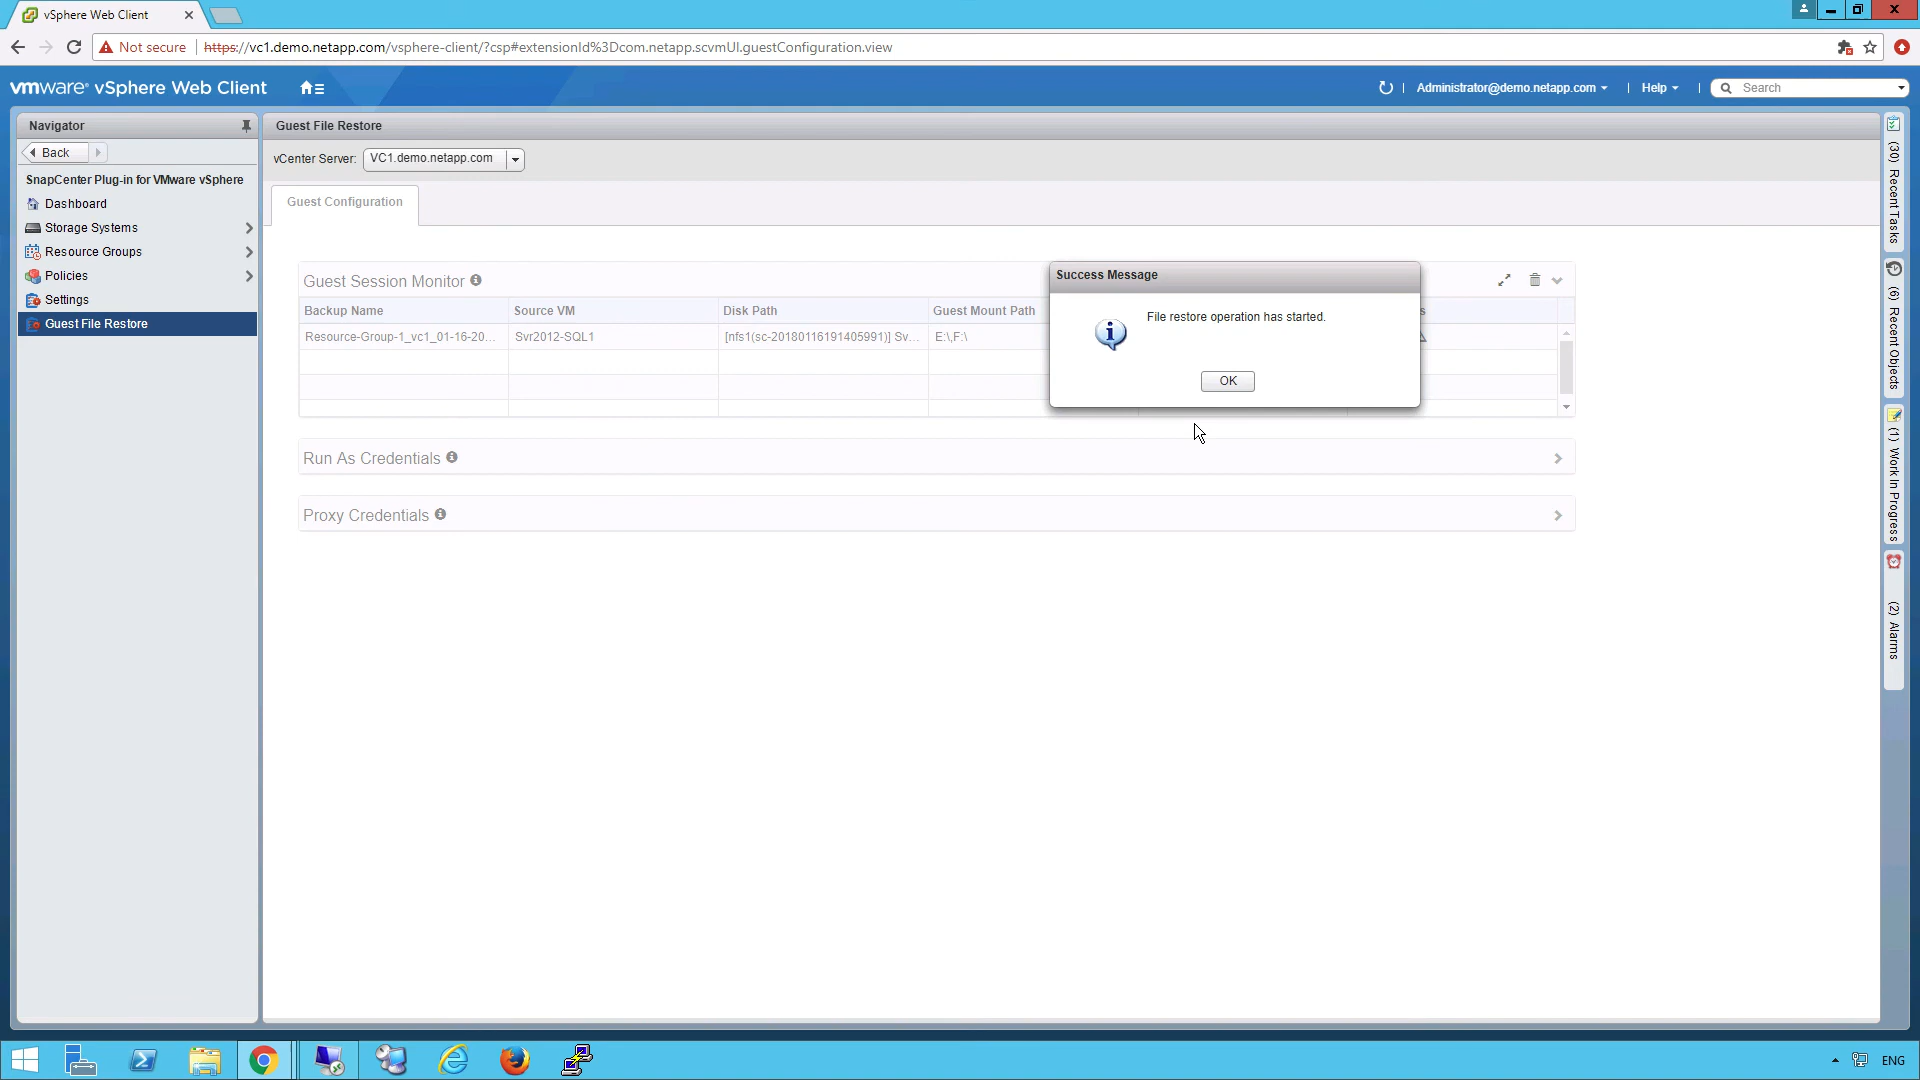 vSphere Web Client
Not secure
https://vc1.demo.netapp.com/vsphere-client/?csp#extensionId%3Dcom.netapp.scvmUI.guestConfiguration.view
vmware® vSphere Web Client
Administrator@demo.netapp.com
Help
Search
Navigator
Back
SnapCenter Plug-in for VMware vSphere
Dashboard
Storage Systems
Resource Groups
Policies
Settings
Guest File Restore
Guest File Restore
vCenter Server:
VC1.demo.netapp.com
Guest Configuration
Guest Session Monitor
Backup Name
Source VM
Disk Path
Guest Mount Path
Resource-Group-1_vc1_01-16-20...
Svr2012-SQL1
[nfs1(sc-20180116191405991)] Sv...
E:\,F:\
Success Message
File restore operation has started.
OK
Run As Credentials
Proxy Credentials
(30) Recent Tasks
(6) Recent Objects
(1) Work In Progress
(2) Alarms
ENG